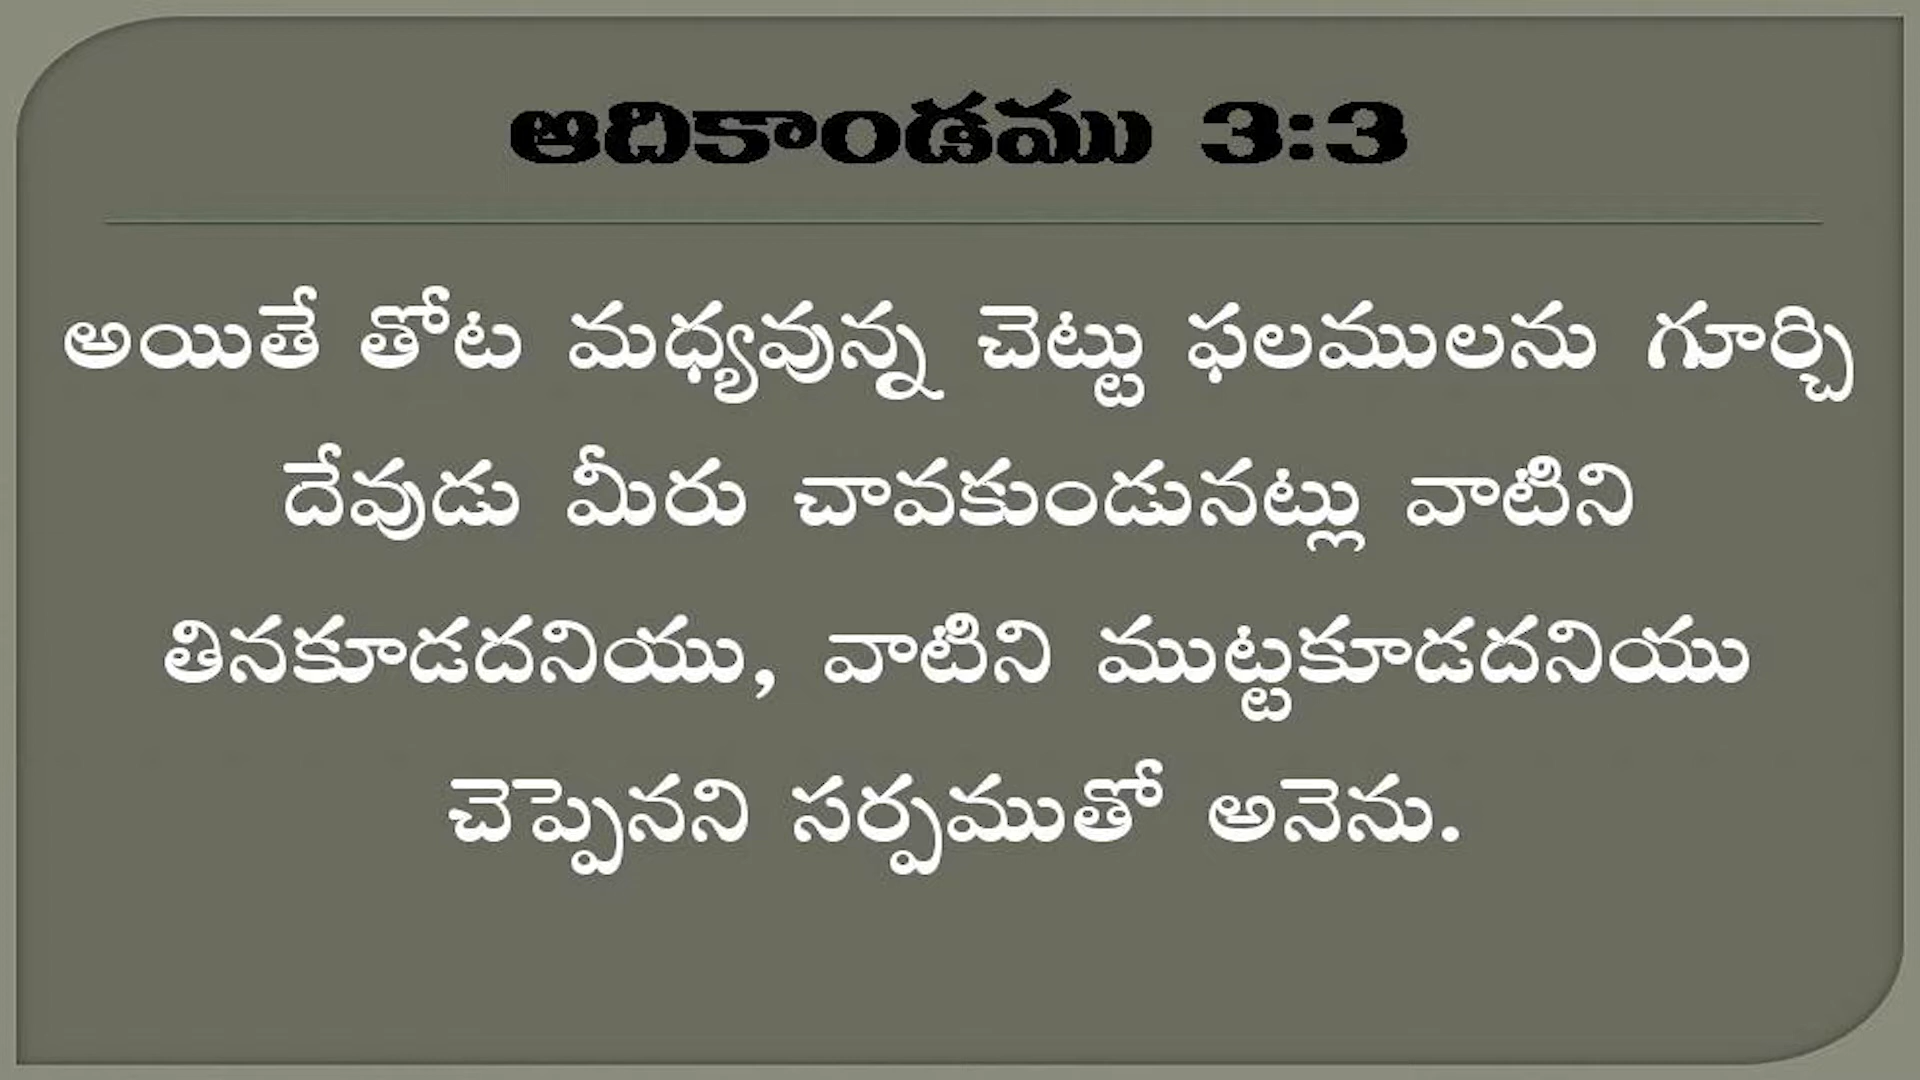 ఆదికాండము 3:3
అయితే తోట మధ్యవున్న చెట్టు ఫలములను గూర్చి
దేవుడు మీరు చావకుండునట్లు వాటిని
తినకూడదనియు, వాటిని ముట్టకూడదనియు
చెప్పెనని సర్పముతో అనెను.